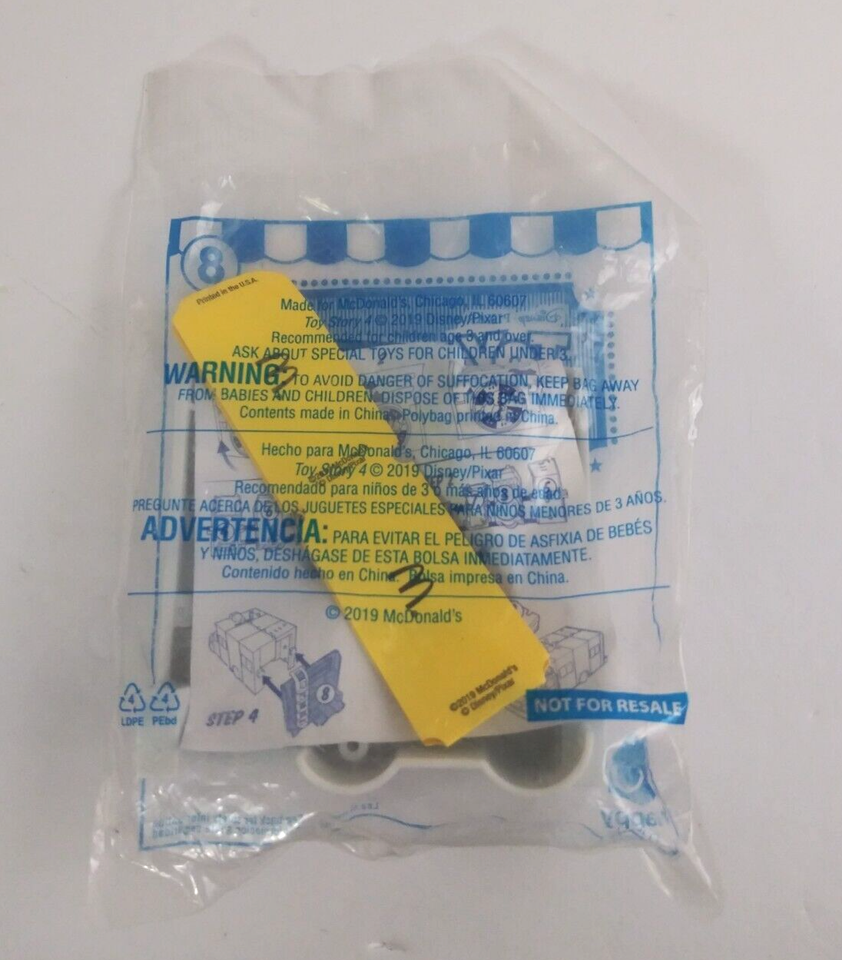 8
Printed in the U.S.A.
Made for McDonald's, Chicago, IL 60607
Toy Story 4 © 2019 Disney/Pixar
Recommended for children age 3 and over.
ASK ABOUT SPECIAL TOYS FOR CHILDREN UNDER 3.
WARNING: TO AVOID DANGER OF SUFFOCATION, KEEP BAG AWAY
FROM BABIES AND CHILDREN. DISPOSE OF THIS BAG IMMEDIATELY.
Contents made in China. Polybag printed in China.
Hecho para McDonald's, Chicago, IL 60607
Toy Story 4 © 2019 Disney/Pixar
Recomendado para niños de 3 o más años de edad.
PREGUNTE ACERCA DE LOS JUGUETES ESPECIALES PARA NIÑOS MENORES DE 3 AÑOS.
ADVERTENCIA: PARA EVITAR EL PELIGRO DE ASFIXIA DE BEBÉS
Y NIÑOS, DESHÁGASE DE ESTA BOLSA INMEDIATAMENTE.
Contenido hecho en China. Bolsa impresa en China.
© 2019 McDonald's
©2019 McDonald's
© Disney/Pixar
STEP 4
8
4
LDPE
4
PEbd
NOT FOR RESALE
happy